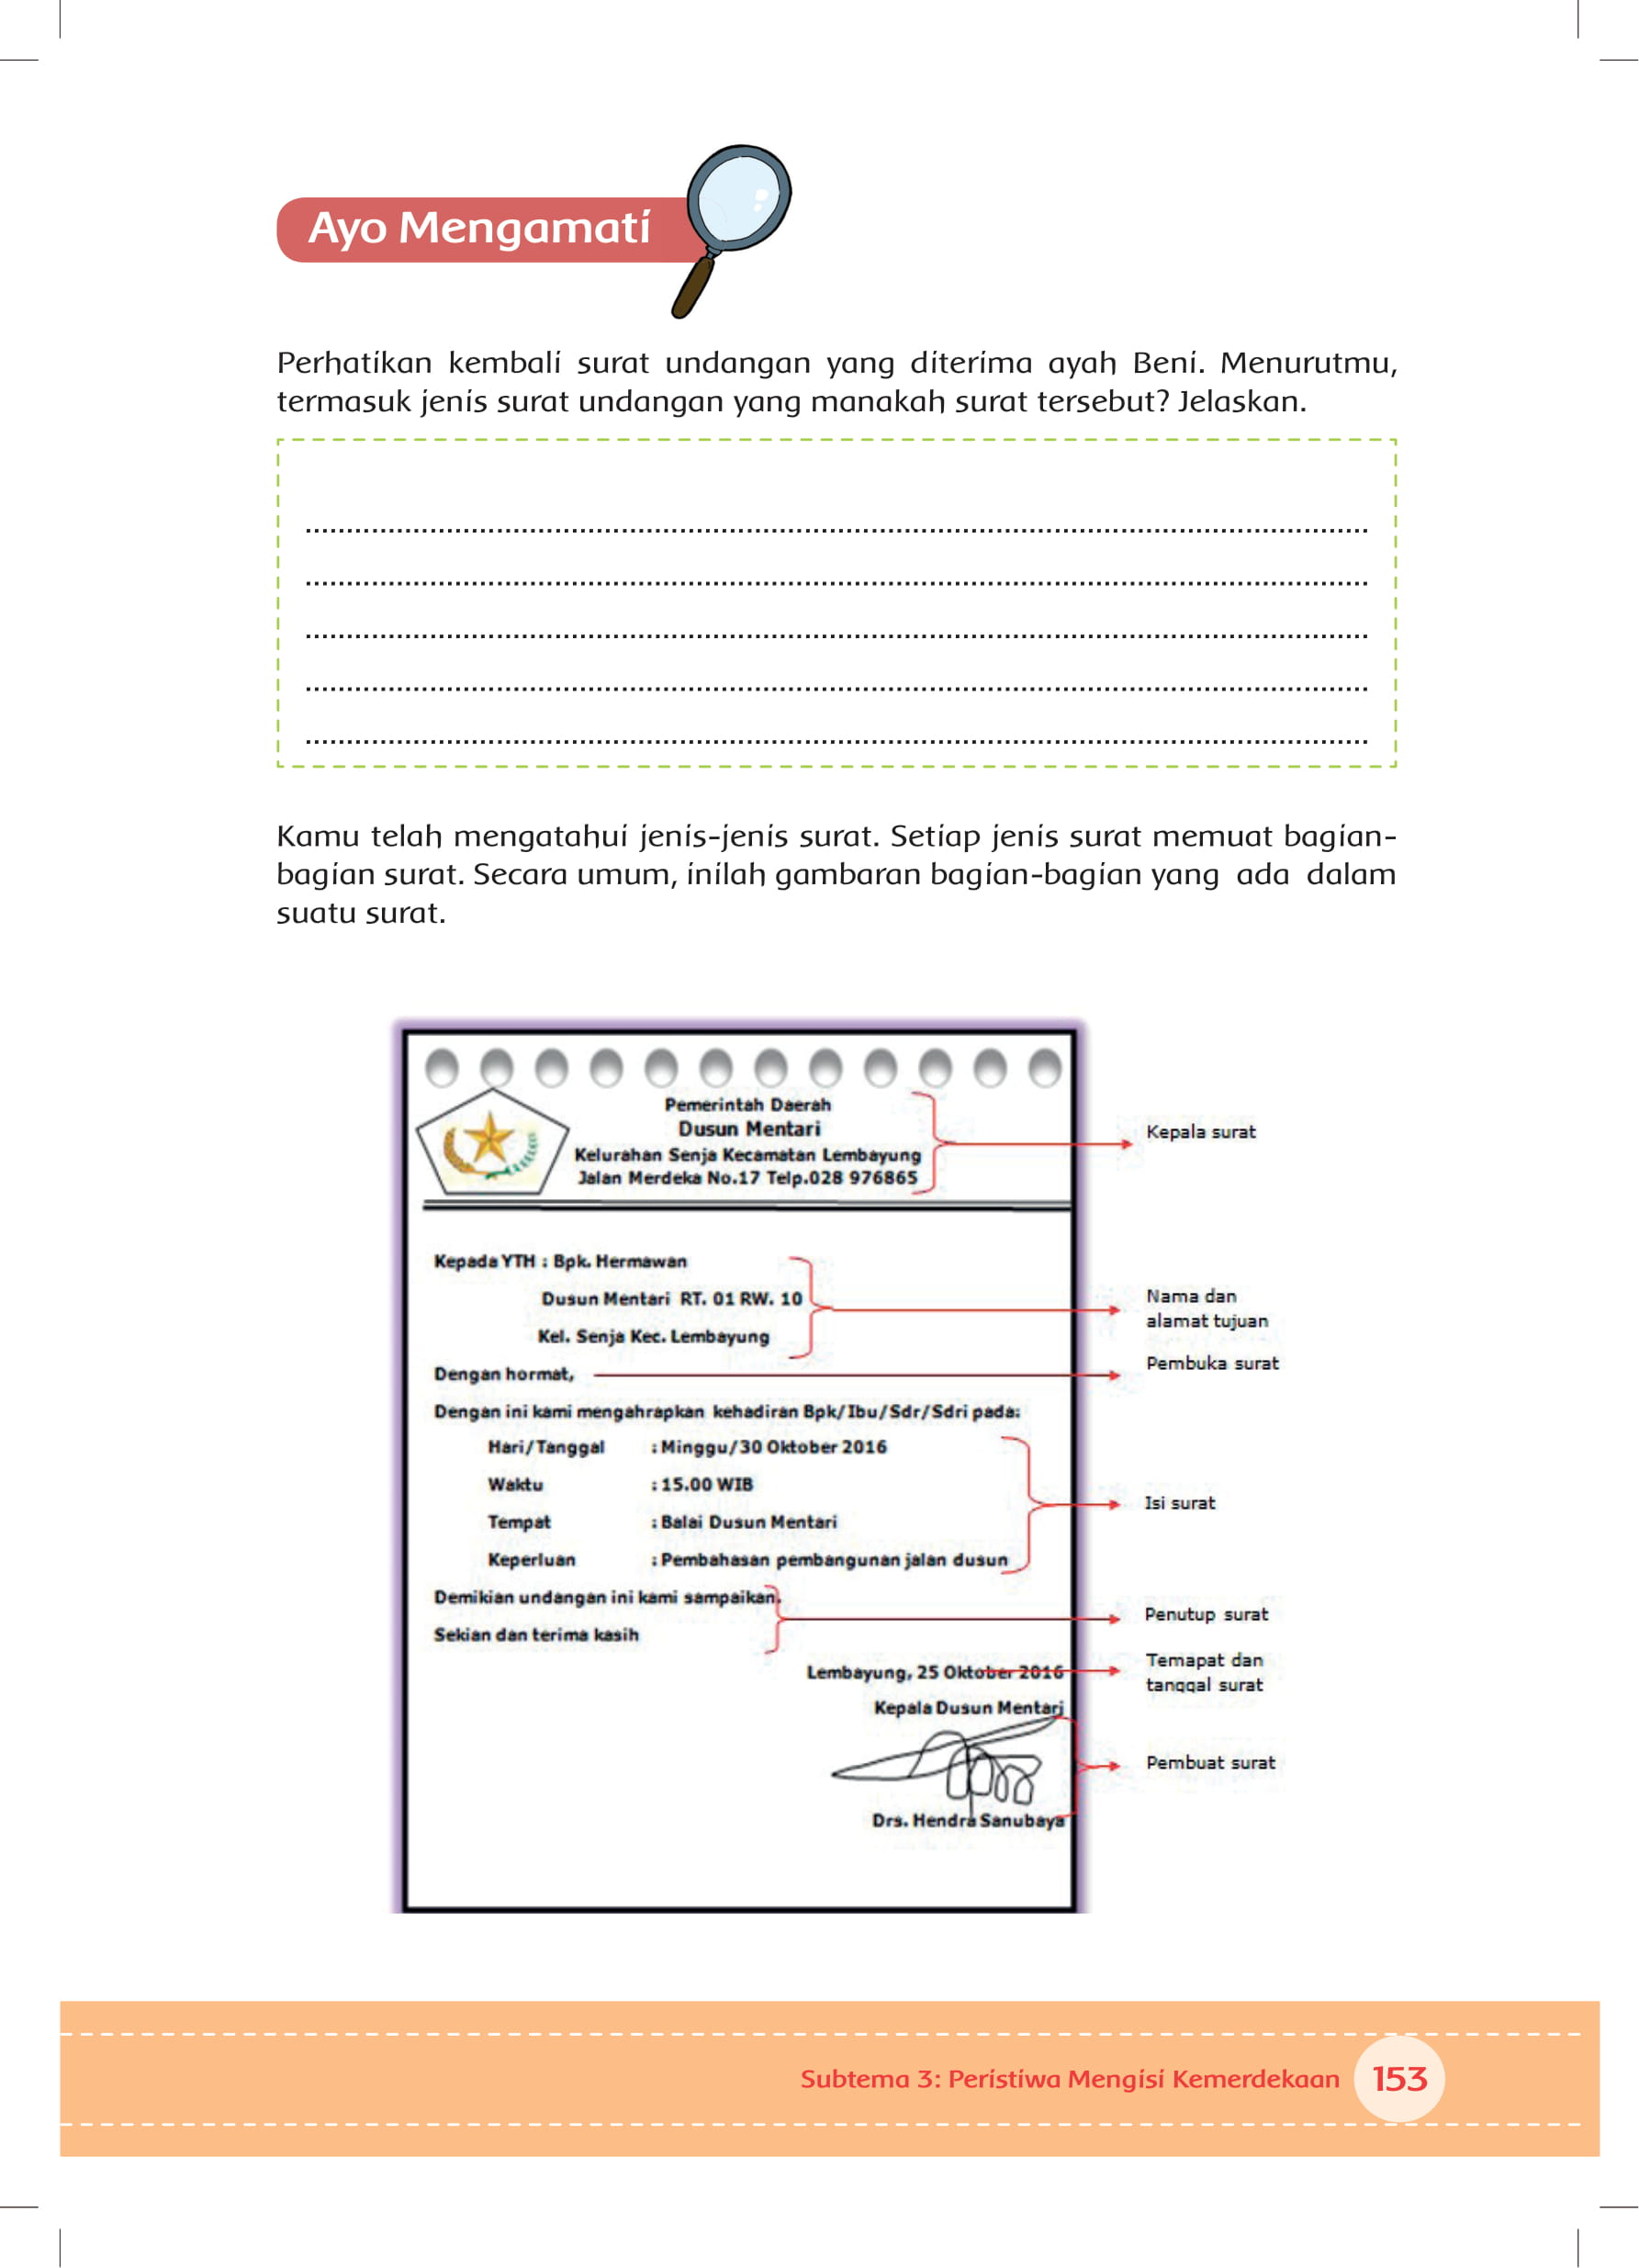 Ayo Mengamati
Perhatikan kembali surat undangan yang diterima ayah Beni. Menurutmu,
termasuk jenis surat undangan yang manakah surat tersebut? Jelaskan.
Kamu telah mengatahui jenis-jenis surat. Setiap jenis surat memuat bagian-
bagian surat. Secara umum, inilah gambaran bagian-bagian yang ada dalam
suatu surat.
Pemerintah Daerah
Dusun Mentari
Kelurahan Senja Kecamatan Lembayung
Jalan Merdeka No.17 Telp.028 976865
Kepala surat
Kepada YTH : Bpk. Hermawan
Dusun Mentari RT. 01 RW. 10
Kel. Senja Kec. Lembayung
Nama dan
alamat tujuan
Dengan hormat,
Pembuka surat
Dengan ini kami mengahrapkan kehadiran Bpk/Ibu/Sdr/Sdri pada:
Hari/Tanggal : Minggu/30 Oktober 2016
Waktu : 15.00 WIB
Tempat : Balai Dusun Mentari
Keperluan : Pembahasan pembangunan jalan dusun
Isi surat
Demikian undangan ini kami sampaikan.
Sekian dan terima kasih
Penutup surat
Lembayung, 25 Oktober 2016
Temapat dan
tanggal surat
Kepala Dusun Mentari
Drs. Hendra Sanubaya
Pembuat surat
Subtema 3: Peristiwa Mengisi Kemerdekaan 153